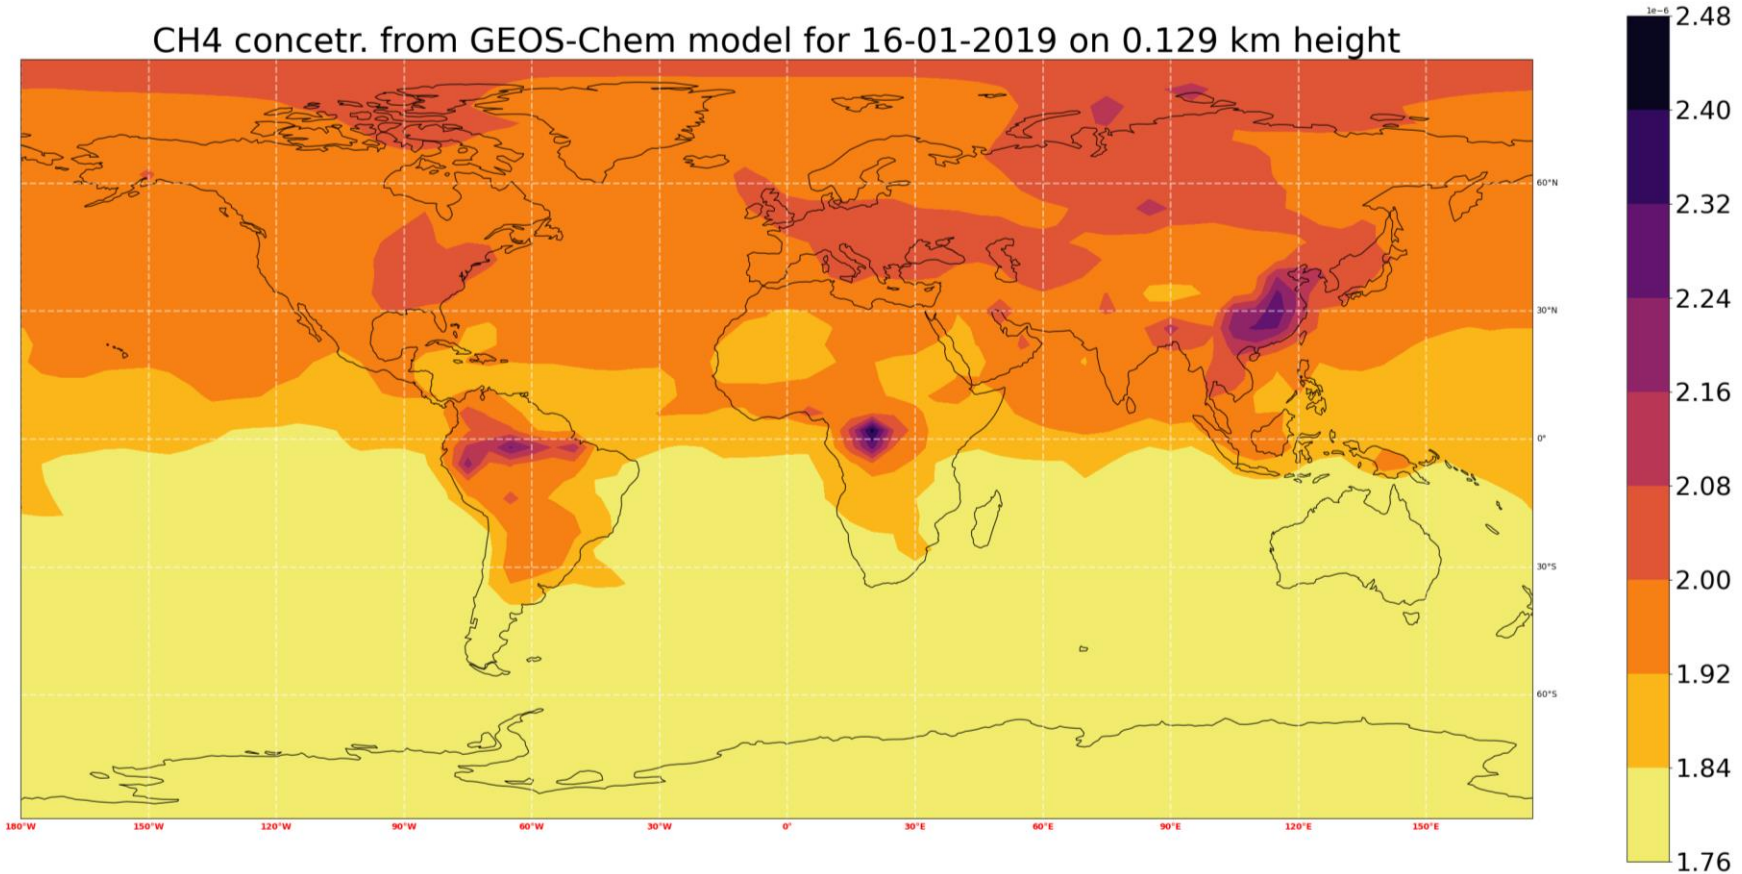 CH4 concetr. from GEOS-Chem model for 16-01-2019 on 0.129 km height
1e−6
2.48
2.40
2.32
2.24
2.16
2.08
2.00
1.92
1.84
1.76
60°N
30°N
0°
30°S
60°S
180°W 150°W 120°W 90°W 60°W 30°W 0° 30°E 60°E 90°E 120°E 150°E